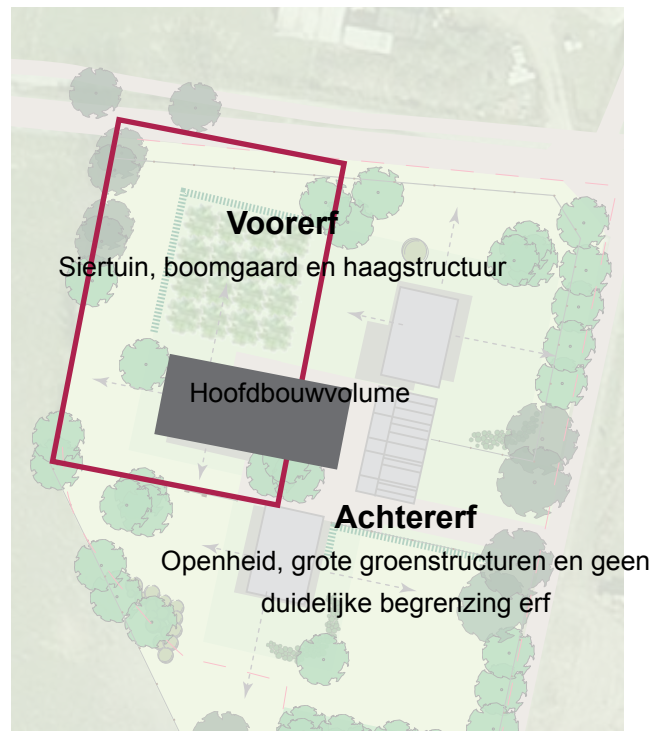 Voorerf
Siertuin, boomgaard en haagstructuur
Hoofdbouwvolume
Achtererf
Openheid, grote groenstructuren en geen
duidelijke begrenzing erf